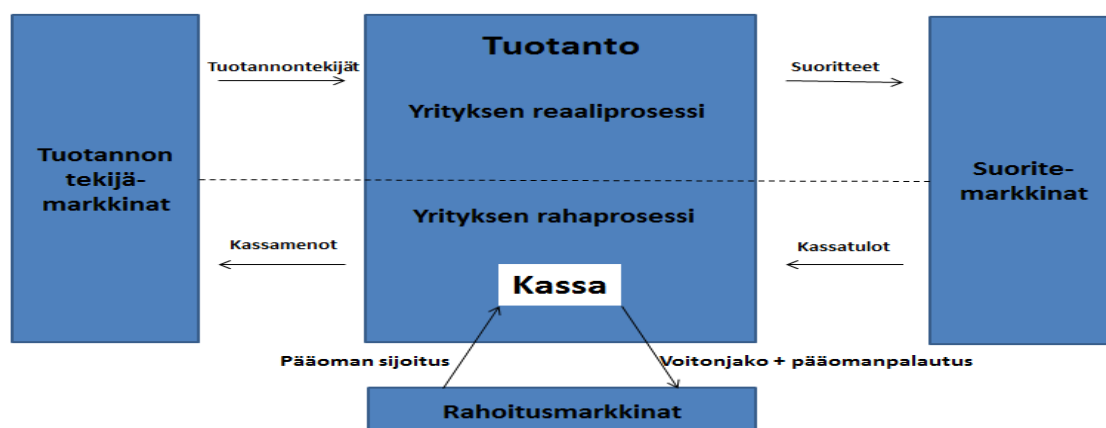 Tuotanto
Tuotannontekijät
Suoritteet
Yrityksen reaaliprosessi
Tuotannon
tekijä-
markkinat
Suorite-
markkinat
Yrityksen rahaprosessi
Kassamenot
Kassatulot
Kassa
Pääoman sijoitus
Voitonjako + pääomanpalautus
Rahoitusmarkkinat